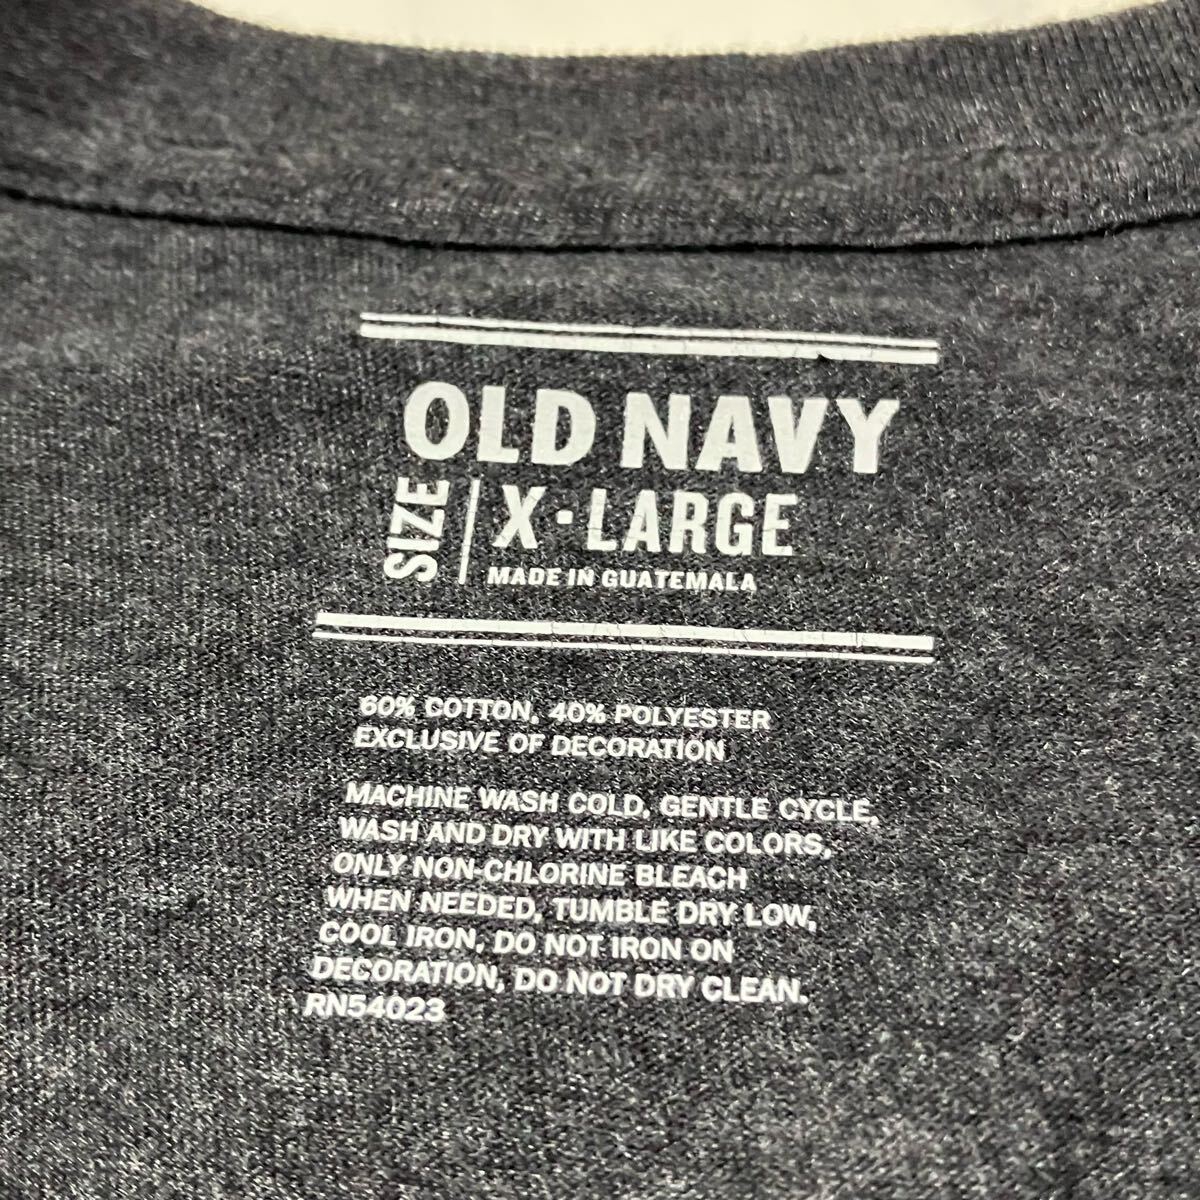 OLD NAVY
SIZE
X-LARGE
MADE IN GUATEMALA
60% COTTON, 40% POLYESTER
EXCLUSIVE OF DECORATION
MACHINE WASH COLD, GENTLE CYCLE,
WASH AND DRY WITH LIKE COLORS,
ONLY NON-CHLORINE BLEACH
WHEN NEEDED, TUMBLE DRY LOW,
COOL IRON, DO NOT IRON ON
DECORATION, DO NOT DRY CLEAN.
RN54023